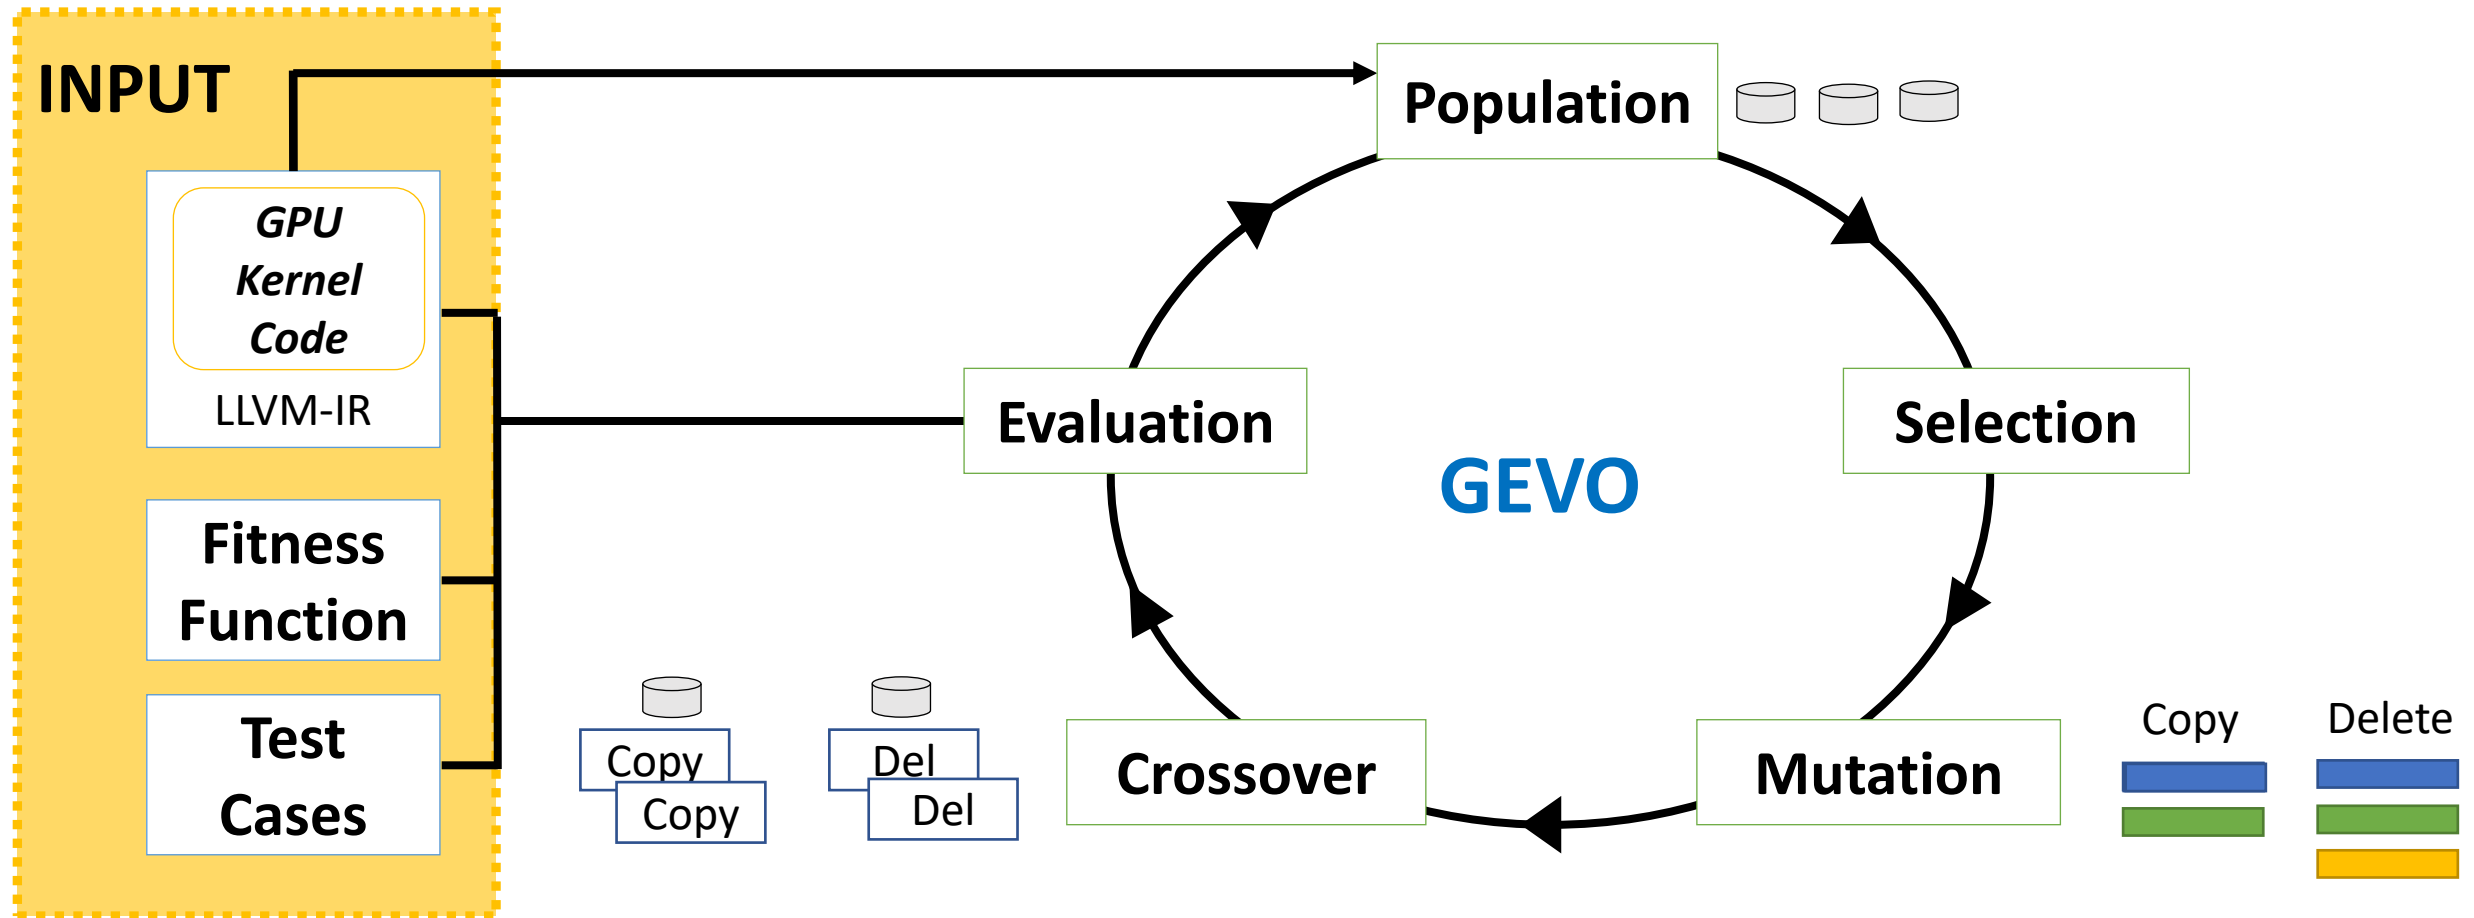 INPUT
GPU
Kernel
Code
LLVM-IR
Fitness
Function
Test
Cases
Population
Evaluation
Selection
GEVO
Crossover
Mutation
Copy
Copy
Del
Del
Copy
Delete